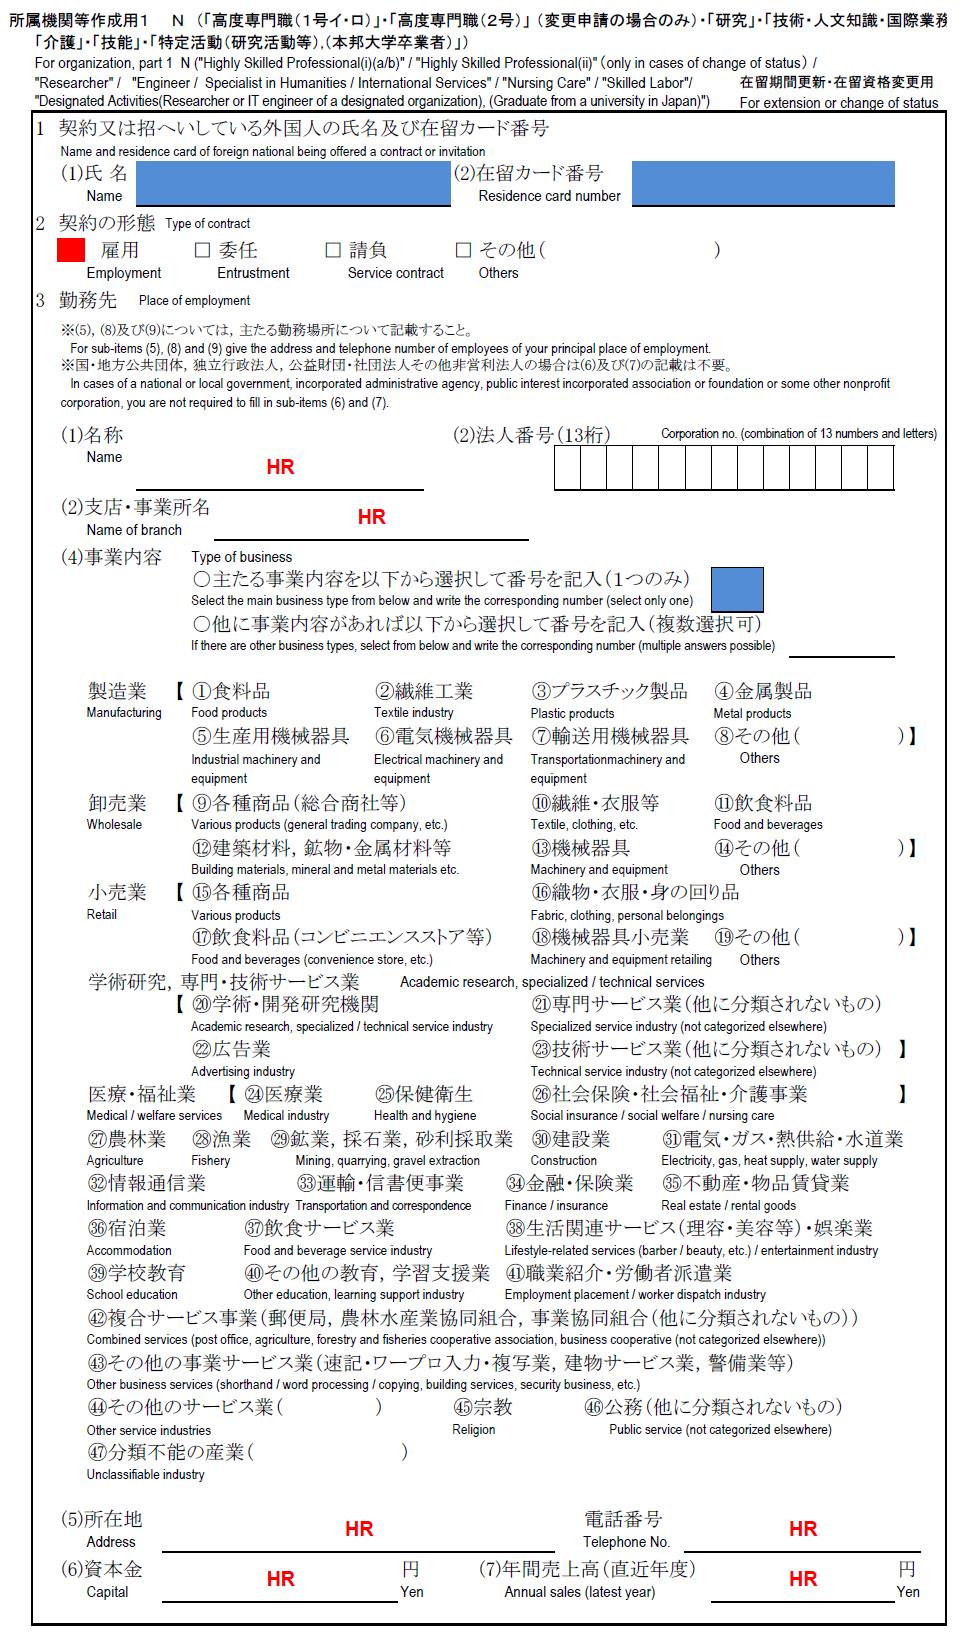 所属機関等作成用１　Ｎ （「高度専門職（１号イ・ロ）」・「高度専門職（２号）」 （変更申請の場合のみ）・「研究」・「技術・人文知識・国際業務
「介護」・「技能」・「特定活動（研究活動等），（本邦大学卒業者）」）
For organization, part 1 N ("Highly Skilled Professional(i)(a/b)" / "Highly Skilled Professional(ii)" (only in cases of change of status) /
"Researcher" / "Engineer / Specialist in Humanities / International Services" / "Nursing Care" / "Skilled Labor"/ 在留期間更新・在留資格変更用
"Designated Activities(Researcher or IT engineer of a designated organization), (Graduate from a university in Japan)") For extension or change of status
1 契約又は招へいしている外国人の氏名及び在留カード番号
Name and residence card of foreign national being offered a contract or invitation
(1)氏 名 (2)在留カード番号
Name Residence card number
2 契約の形態 Type of contract
雇用 □ 委任 □ 請負 □ その他（ ）
Employment Entrustment Service contract Others
3 勤務先 Place of employment
※(5)，(8)及び(9)については，主たる勤務場所について記載すること。
For sub-items (5), (8) and (9) give the address and telephone number of employees of your principal place of employment.
※国・地方公共団体，独立行政法人，公益財団・社団法人その他非営利法人の場合は(6)及び(7)の記載は不要。
In cases of a national or local government, incorporated administrative agency, public interest incorporated association or foundation or some other nonprofit
corporation, you are not required to fill in sub-items (6) and (7).
(1)名称 (2)法人番号(13桁) Corporation no. (combination of 13 numbers and letters)
Name HR
(2)支店・事業所名 HR
Name of branch
(4)事業内容 Type of business
○主たる事業内容を以下から選択して番号を記入（1つのみ）
Select the main business type from below and write the corresponding number (select only one)
○他に事業内容があれば以下から選択して番号を記入（複数選択可）
If there are other business types, select from below and write the corresponding number (multiple answers possible)
製造業 【 ①食料品 ②繊維工業 ③プラスチック製品 ④金属製品
Manufacturing Food products Textile industry Plastic products Metal products
⑤生産用機械器具 ⑥電気機械器具 ⑦輸送用機械器具 ⑧その他（ ）】
Industrial machinery and Electrical machinery and Transportationmachinery and Others
equipment equipment equipment
卸売業 【 ⑨各種商品（総合商社等） ⑩繊維・衣服等 ⑪飲食料品
Wholesale Various products (general trading company, etc.) Textile, clothing, etc. Food and beverages
⑫建築材料，鉱物・金属材料等 ⑬機械器具 ⑭その他（ ）】
Building materials, mineral and metal materials etc. Machinery and equipment Others
小売業 【 ⑮各種商品 ⑯織物・衣服・身の回り品
Retail Various products Fabric, clothing, personal belongings
⑰飲食料品（コンビニエンスストア等） ⑱機械器具小売業 ⑲その他（ ）】
Food and beverages (convenience store, etc.) Machinery and equipment retailing Others
学術研究，専門・技術サービス業 Academic research, specialized / technical services
【 ⑳学術・開発研究機関 ㉑専門サービス業（他に分類されないもの）
Academic research, specialized / technical service industry Specialized service industry (not categorized elsewhere)
㉒広告業 ㉓技術サービス業（他に分類されないもの） 】
Advertising industry Technical service industry (not categorized elsewhere)
医療・福祉業 【 ㉔医療業 ㉕保健衛生 ㉖社会保険・社会福祉・介護事業 】
Medical / welfare services Medical industry Health and hygiene Social insurance / social welfare / nursing care
㉗農林業 ㉘漁業 ㉙鉱業，採石業，砂利採取業 ㉚建設業 ㉛電気・ガス・熱供給・水道業
Agriculture Fishery Mining, quarrying, gravel extraction Construction Electricity, gas, heat supply, water supply
㉜情報通信業 ㉝運輸・信書便事業 ㉞金融・保険業 ㉟不動産・物品賃貸業
Information and communication industry Transportation and correspondence Finance / insurance Real estate / rental goods
㊱宿泊業 ㊲飲食サービス業 ㊳生活関連サービス（理容・美容等）・娯楽業
Accommodation Food and beverage service industry Lifestyle-related services (barber / beauty, etc.) / entertainment industry
㊴学校教育 ㊵その他の教育，学習支援業 ㊶職業紹介・労働者派遣業
School education Other education, learning support industry Employment placement / worker dispatch industry
㊷複合サービス事業（郵便局，農林水産業協同組合，事業協同組合（他に分類されないもの））
Combined services (post office, agriculture, forestry and fisheries cooperative association, business cooperative (not categorized elsewhere))
㊸その他の事業サービス業（速記・ワープロ入力・複写業，建物サービス業，警備業等）
Other business services (shorthand / word processing / copying, building services, security business, etc.)
㊹その他のサービス業（ ） ㊺宗教 ㊻公務（他に分類されないもの）
Other service industries Religion Public service (not categorized elsewhere)
㊼分類不能の産業（ ）
Unclassifiable industry
(5)所在地 HR 電話番号 HR
Address Telephone No.
(6)資本金 HR 円 (7)年間売上高（直近年度） HR 円
Capital Yen Annual sales (latest year) Yen